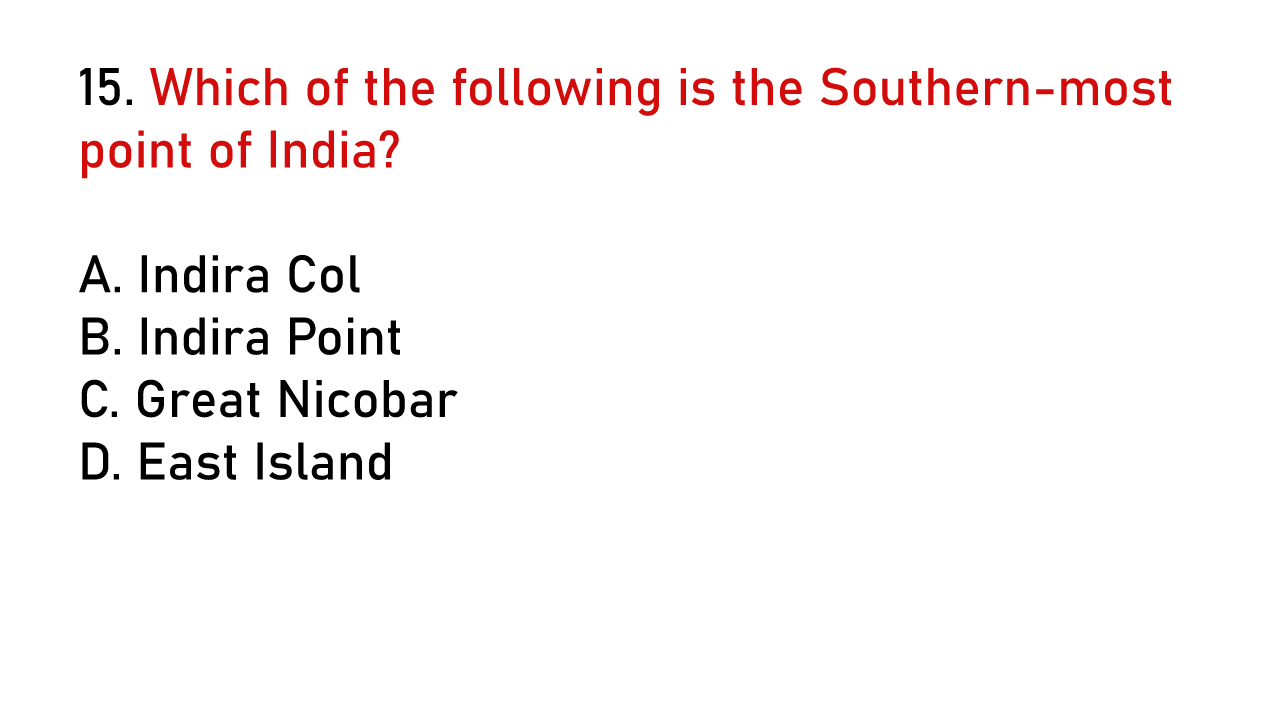 15. Which of the following is the Southern-most
point of India?
A. Indira Col
B. Indira Point
C. Great Nicobar
D. East Island